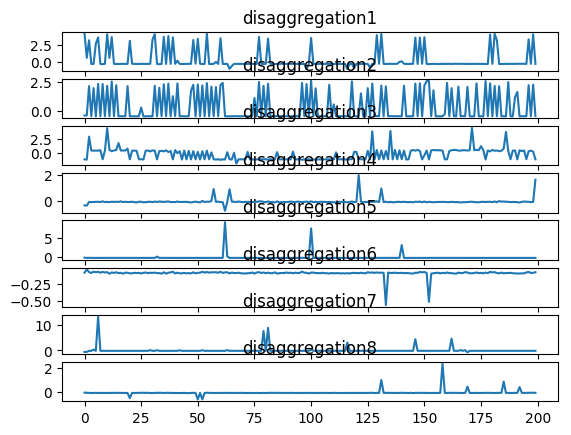 disaggregation1
2.5
0.0
disaggregation2
2.5
0.0
disaggregation3
2.5
0.0
disaggregation4
2
0
disaggregation5
5
0
disaggregation6
−0.25
−0.50
disaggregation7
10
0
disaggregation8
2
0
0 25 50 75 100 125 150 175 200